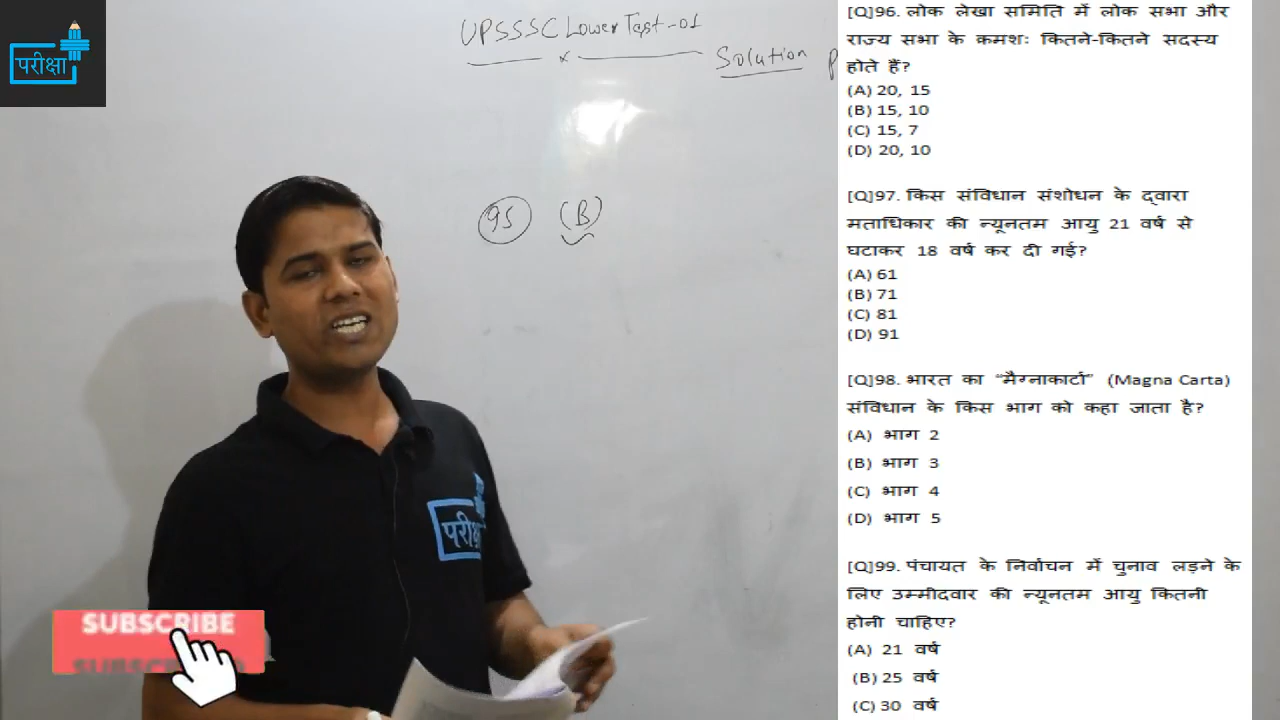 परीक्षा
UPSSSC Lower Test-01
Solution P
95 (B)
परीक्षा
SUBSCRIBE
[Q]96. लोक लेखा समिति में लोक सभा और
राज्य सभा के क्रमशः कितने-कितने सदस्य
होते हैं?
(A) 20, 15
(B) 15, 10
(C) 15, 7
(D) 20, 10
[Q]97. किस संविधान संशोधन के द्वारा
मताधिकार की न्यूनतम आयु 21 वर्ष से
घटाकर 18 वर्ष कर दी गई?
(A) 61
(B) 71
(C) 81
(D) 91
[Q]98. भारत का “मैग्नाकार्टा” (Magna Carta)
संविधान के किस भाग को कहा जाता है?
(A) भाग 2
(B) भाग 3
(C) भाग 4
(D) भाग 5
[Q]99. पंचायत के निर्वाचन में चुनाव लड़ने के
लिए उम्मीदवार की न्यूनतम आयु कितनी
होनी चाहिए?
(A) 21 वर्ष
(B) 25 वर्ष
(C) 30 वर्ष